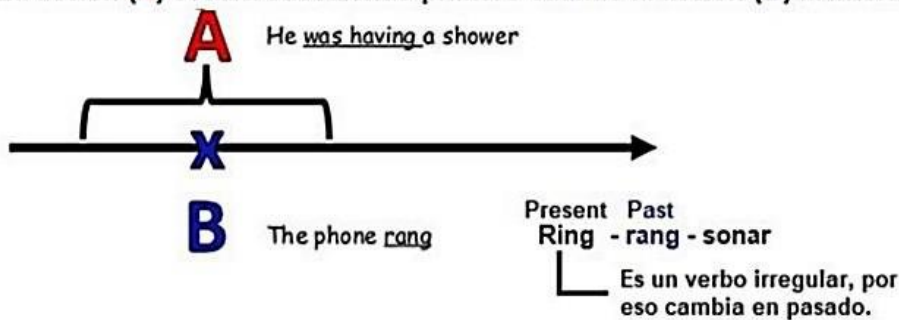 A
He was having a shower
X
B
The phone rang
Present Past
Ring - rang - sonar
Es un verbo irregular, por
eso cambia en pasado.